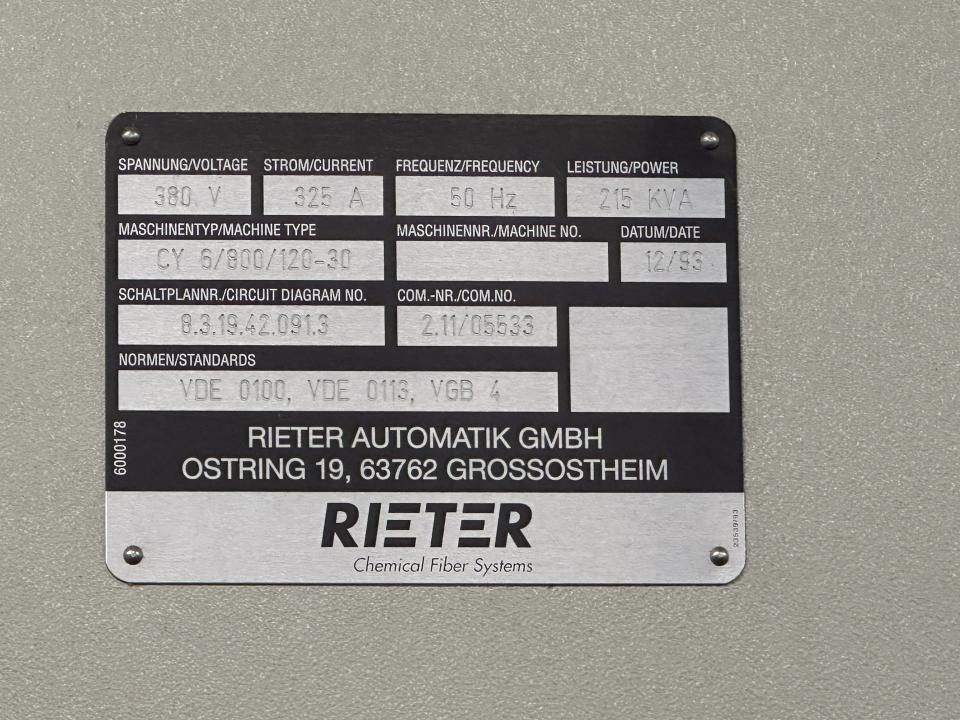 SPANNUNG/VOLTAGE STROM/CURRENT FREQUENZ/FREQUENCY LEISTUNG/POWER
380 V 325 A 50 Hz 215 KVA
MASCHINENTYP/MACHINE TYPE MASCHINENNR./MACHINE NO. DATUM/DATE
CY 6/800/120-30 12/93
SCHALTPLANNR./CIRCUIT DIAGRAM NO. COM.-NR./COM.NO.
8.3.19.42.091.3 2.11/05533
NORMEN/STANDARDS
VDE 0100, VDE 0113, VGB 4
6000178
RIETER AUTOMATIK GMBH
OSTRING 19, 63762 GROSSOSTHEIM
RIETER
Chemical Fiber Systems